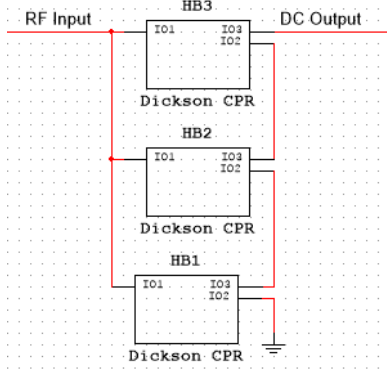 HB3
RF Input
DC Output
IO1 IO3
IO2
Dickson CPR
HB2
IO1 IO3
IO2
Dickson CPR
HB1
IO1 IO3
IO2
Dickson CPR